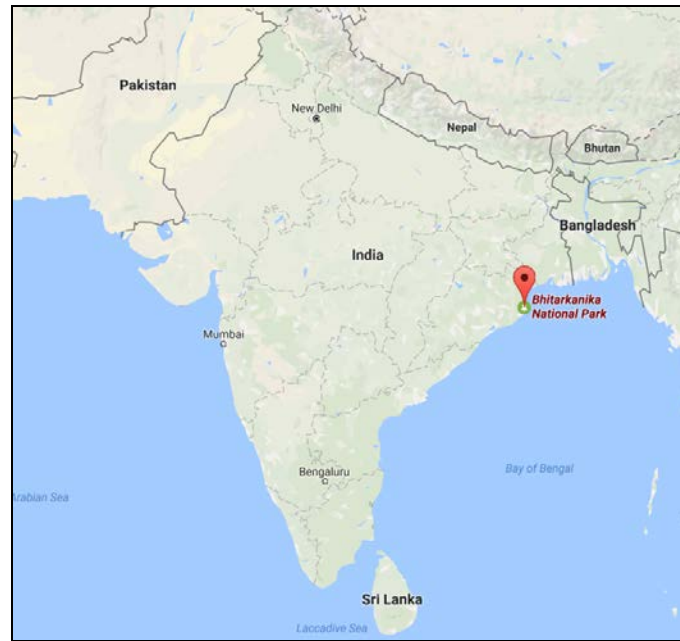 Pakistan
New Delhi
Nepal
Bhutan
Bangladesh
India
Bhitarkanika
National Park
Mumbai
Bay of Bengal
Bengaluru
Arabian Sea
Sri Lanka
Laccadive Sea